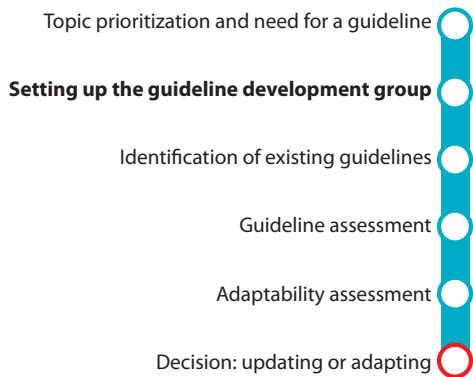 Topic prioritization and need for a guideline
Setting up the guideline development group
Identification of existing guidelines
Guideline assessment
Adaptability assessment
Decision: updating or adapting